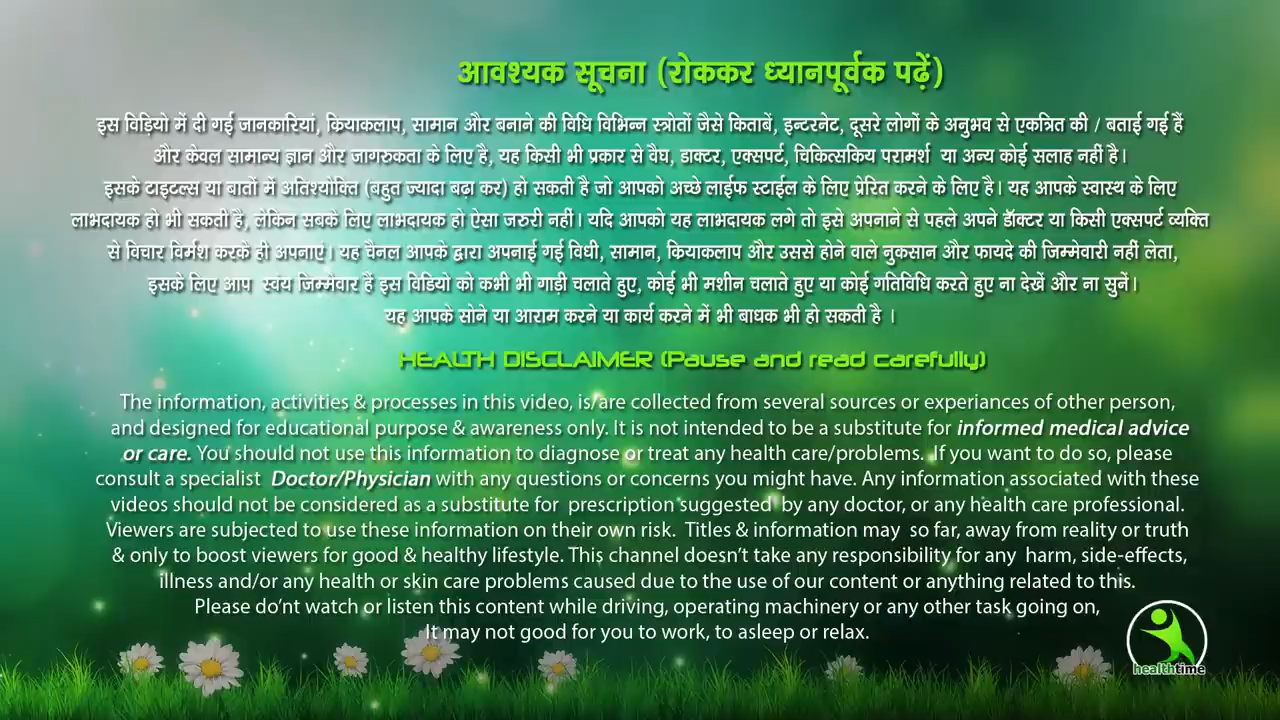 आवश्यक सूचना (रोककर ध्यानपूर्वक पढ़ें)
इस विड़ियो में दी गई जानकारियां, क्रियाकलाप, सामान और बनाने की विधि विभिन्न स्त्रोतों जैसे किताबें, इन्टरनेट, दूसरे लोगों के अनुभव से एकत्रित की / बताई गई हैं
और केवल सामान्य ज्ञान और जागरुकता के लिए है, यह किसी भी प्रकार से वैघ, डाक्टर, एक्सपर्ट, चिकित्सकिय परामर्श या अन्य कोई सलाह नहीं है।
इसके टाइटल्स या बातों में अतिश्योक्ति (बहुत ज्यादा बढ़ा कर) हो सकती है जो आपको अच्छे लाईफ स्टाईल के लिए प्रेरित करने के लिए है। यह आपके स्वास्थ के लिए
लाभदायक हो भी सकती है, लेकिन सबके लिए लाभदायक हो ऐसा जरुरी नहीं। यदि आपको यह लाभदायक लगे तो इसे अपनाने से पहले अपने डॉक्टर या किसी एक्सपर्ट व्यक्ति
से विचार विर्मश करके ही अपनाएं। यह चैनल आपके द्वारा अपनाई गई विधी, सामान, क्रियाकलाप और उससे होने वाले नुकसान और फायदे की जिम्मेवारी नहीं लेता,
इसके लिए आप स्वंय जिम्मेवार हैं इस विडियो को कभी भी गाड़ी चलाते हुए, कोई भी मशीन चलाते हुए या कोई गतिविधि करते हुए ना देखें और ना सुनें।
यह आपके सोने या आराम करने या कार्य करने में भी बाधक भी हो सकती है ।
HEALTH DISCLAIMER (Pause and read carefully)
The information, activities & processes in this video, is/are collected from several sources or experiances of other person,
and designed for educational purpose & awareness only. It is not intended to be a substitute for informed medical advice
or care. You should not use this information to diagnose or treat any health care/problems. If you want to do so, please
consult a specialist Doctor/Physician with any questions or concerns you might have. Any information associated with these
videos should not be considered as a substitute for prescription suggested by any doctor, or any health care professional.
Viewers are subjected to use these information on their own risk. Titles & information may so far, away from reality or truth
& only to boost viewers for good & healthy lifestyle. This channel doesn't take any responsibility for any harm, side-effects,
illness and/or any health or skin care problems caused due to the use of our content or anything related to this.
Please do'nt watch or listen this content while driving, operating machinery or any other task going on,
It may not good for you to work, to asleep or relax.
healthtime